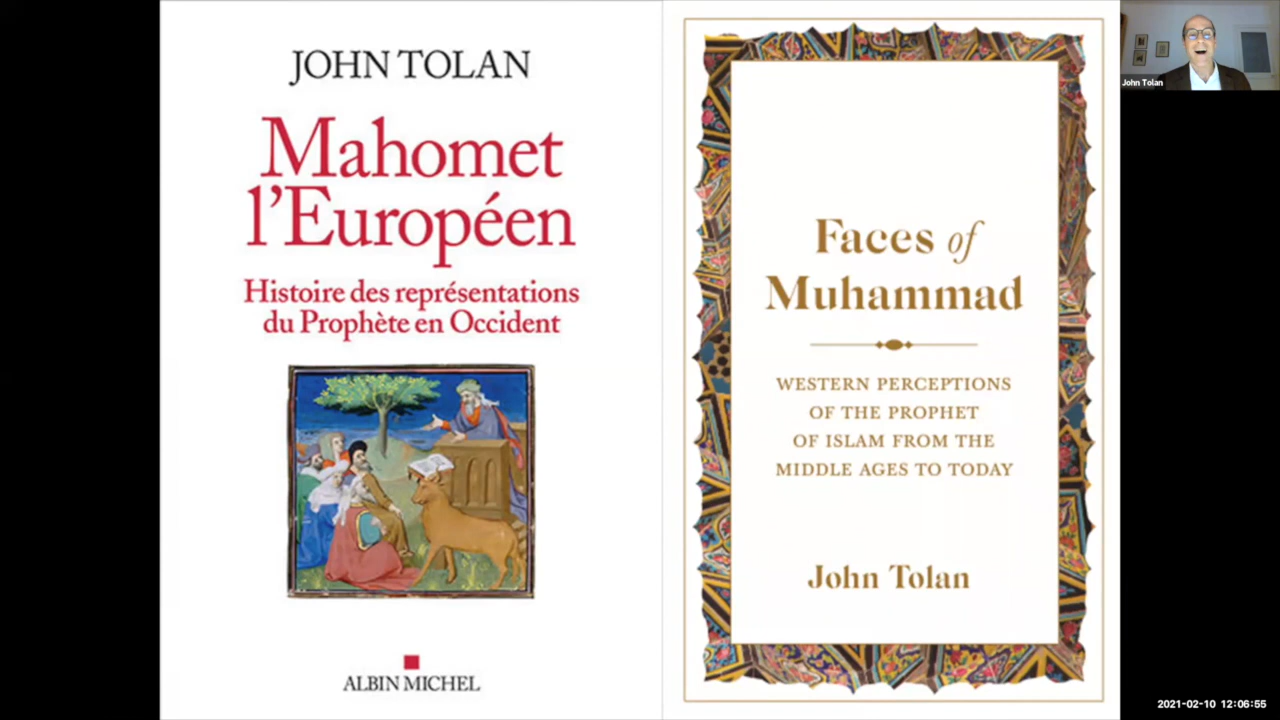 JOHN TOLAN
Mahomet
l'Européen
Histoire des représentations
du Prophète en Occident
ALBIN MICHEL
Faces of
Muhammad
WESTERN PERCEPTIONS
OF THE PROPHET
OF ISLAM FROM THE
MIDDLE AGES TO TODAY
John Tolan
John Tolan
2021-02-10 12:06:55